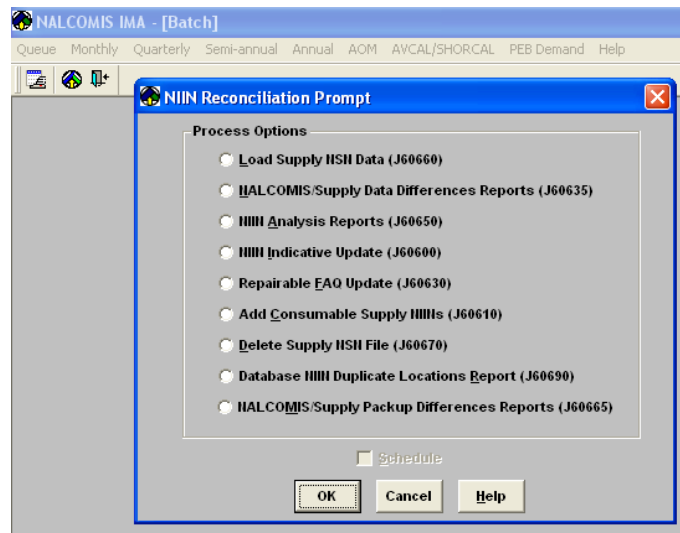 NALCOMIS IMA - [Batch]
Queue Monthly Quarterly Semi-annual Annual AOM AVCAL/SHORCAL PEB Demand Help
NIIN Reconciliation Prompt
Process Options
Load Supply NSN Data (J60660)
NALCOMIS/Supply Data Differences Reports (J60635)
NIIN Analysis Reports (J60650)
NIIN Indicative Update (J60600)
Repairable FAQ Update (J60630)
Add Consumable Supply NIINs (J60610)
Delete Supply NSN File (J60670)
Database NIIN Duplicate Locations Report (J60690)
NALCOMIS/Supply Packup Differences Reports (J60665)
Schedule
OK Cancel Help